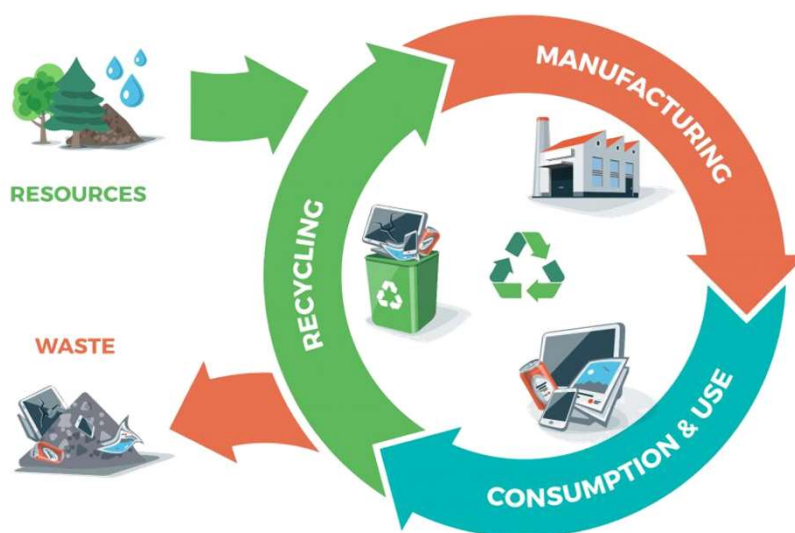 RESOURCES
WASTE
RECYCLING
MANUFACTURING
CONSUMPTION & USE